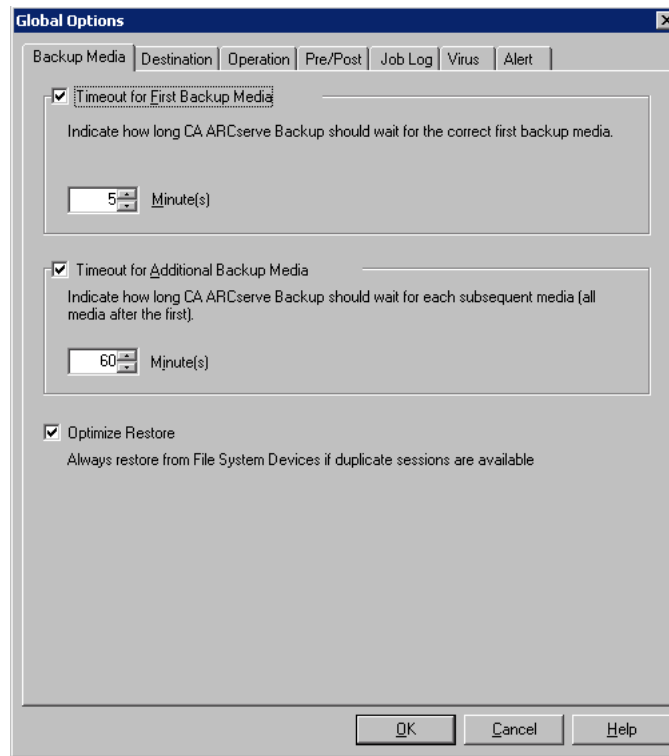 Global Options
Backup Media
Destination
Operation
Pre/Post
Job Log
Virus
Alert
Timeout for First Backup Media
Indicate how long CA ARCserve Backup should wait for the correct first backup media.
5
Minute(s)
Timeout for Additional Backup Media
Indicate how long CA ARCserve Backup should wait for each subsequent media (all
media after the first).
60
Minute(s)
Optimize Restore
Always restore from File System Devices if duplicate sessions are available
OK
Cancel
Help